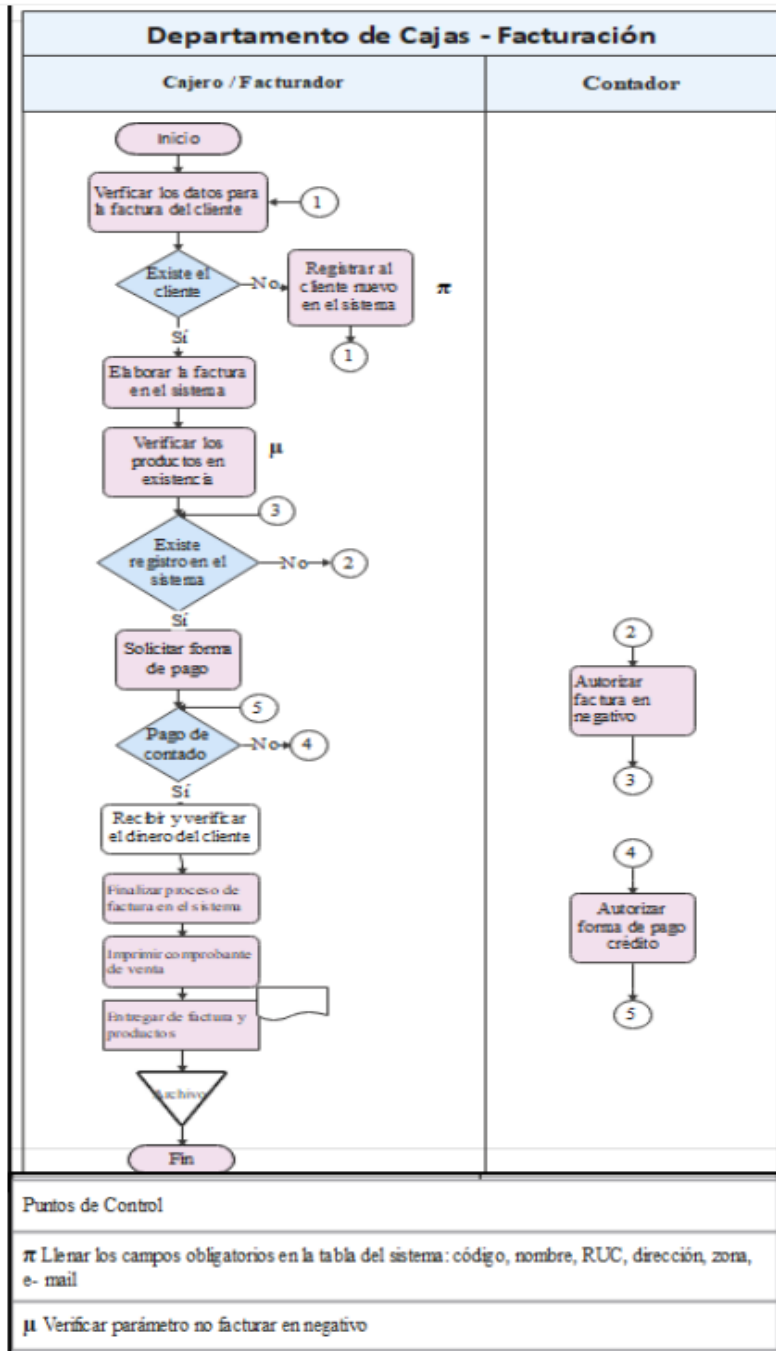 Departamento de Cajas - Facturación
Cajero / Facturador
Contador
Inicio
Verficar los datos para
la factura del cliente
1
Existe el
cliente
No
Registrar al
cliente nuevo
en el sistema
π
1
Sí
Elaborar la factura
en el sistema
Verificar los
productos en
existencia
μ
3
Existe
registro en el
sistema
No
2
Sí
Solicitar forma
de pago
5
Pago de
contado
No
4
Sí
Recibir y verificar
el dinero del cliente
Finalizar proceso de
factura en el sistema
Imprimir comprobante
de venta
Entregar de factura y
productos
Archivo
Fin
2
Autorizar
factura en
negativo
3
4
Autorizar
forma de pago
crédito
5
Puntos de Control
π Llenar los campos obligatorios en la tabla del sistema: código, nombre, RUC, dirección, zona,
e- mail
μ Verificar parámetro no facturar en negativo